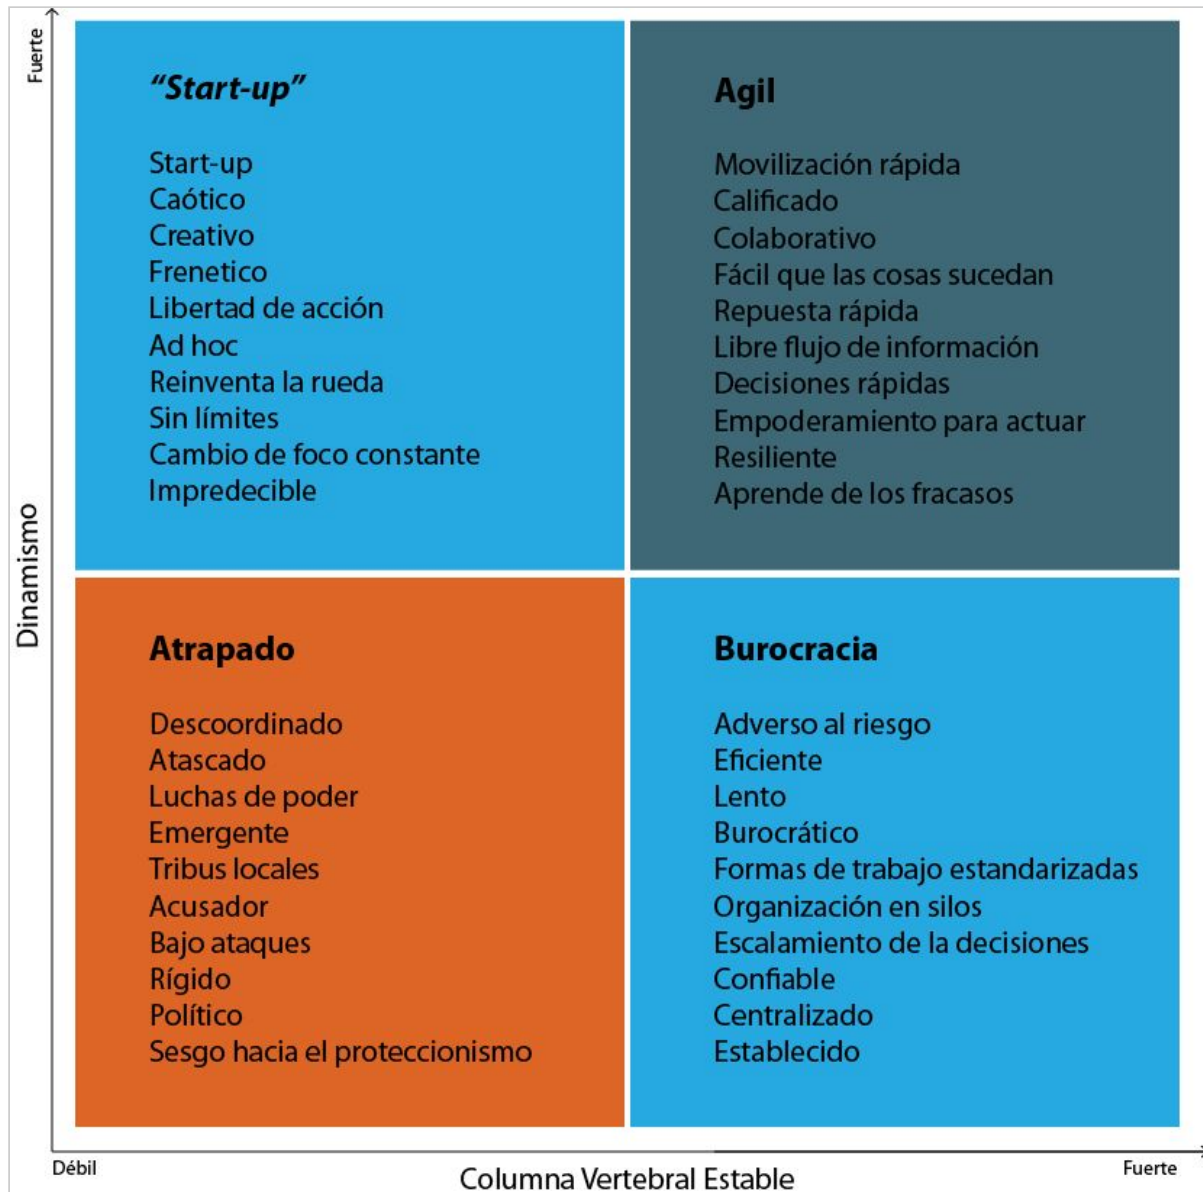 Fuerte
“Start-up”
Start-up
Caótico
Creativo
Frenetico
Libertad de acción
Ad hoc
Reinventa la rueda
Sin límites
Cambio de foco constante
Impredecible
Agil
Movilización rápida
Calificado
Colaborativo
Fácil que las cosas sucedan
Repuesta rápida
Libre flujo de información
Decisiones rápidas
Empoderamiento para actuar
Resiliente
Aprende de los fracasos
Dinamismo
Atrapado
Descoordinado
Atascado
Luchas de poder
Emergente
Tribus locales
Acusador
Bajo ataques
Rígido
Político
Sesgo hacia el proteccionismo
Burocracia
Adverso al riesgo
Eficiente
Lento
Burocrático
Formas de trabajo estandarizadas
Organización en silos
Escalamiento de la decisiones
Confiable
Centralizado
Establecido
Débil
Columna Vertebral Estable
Fuerte